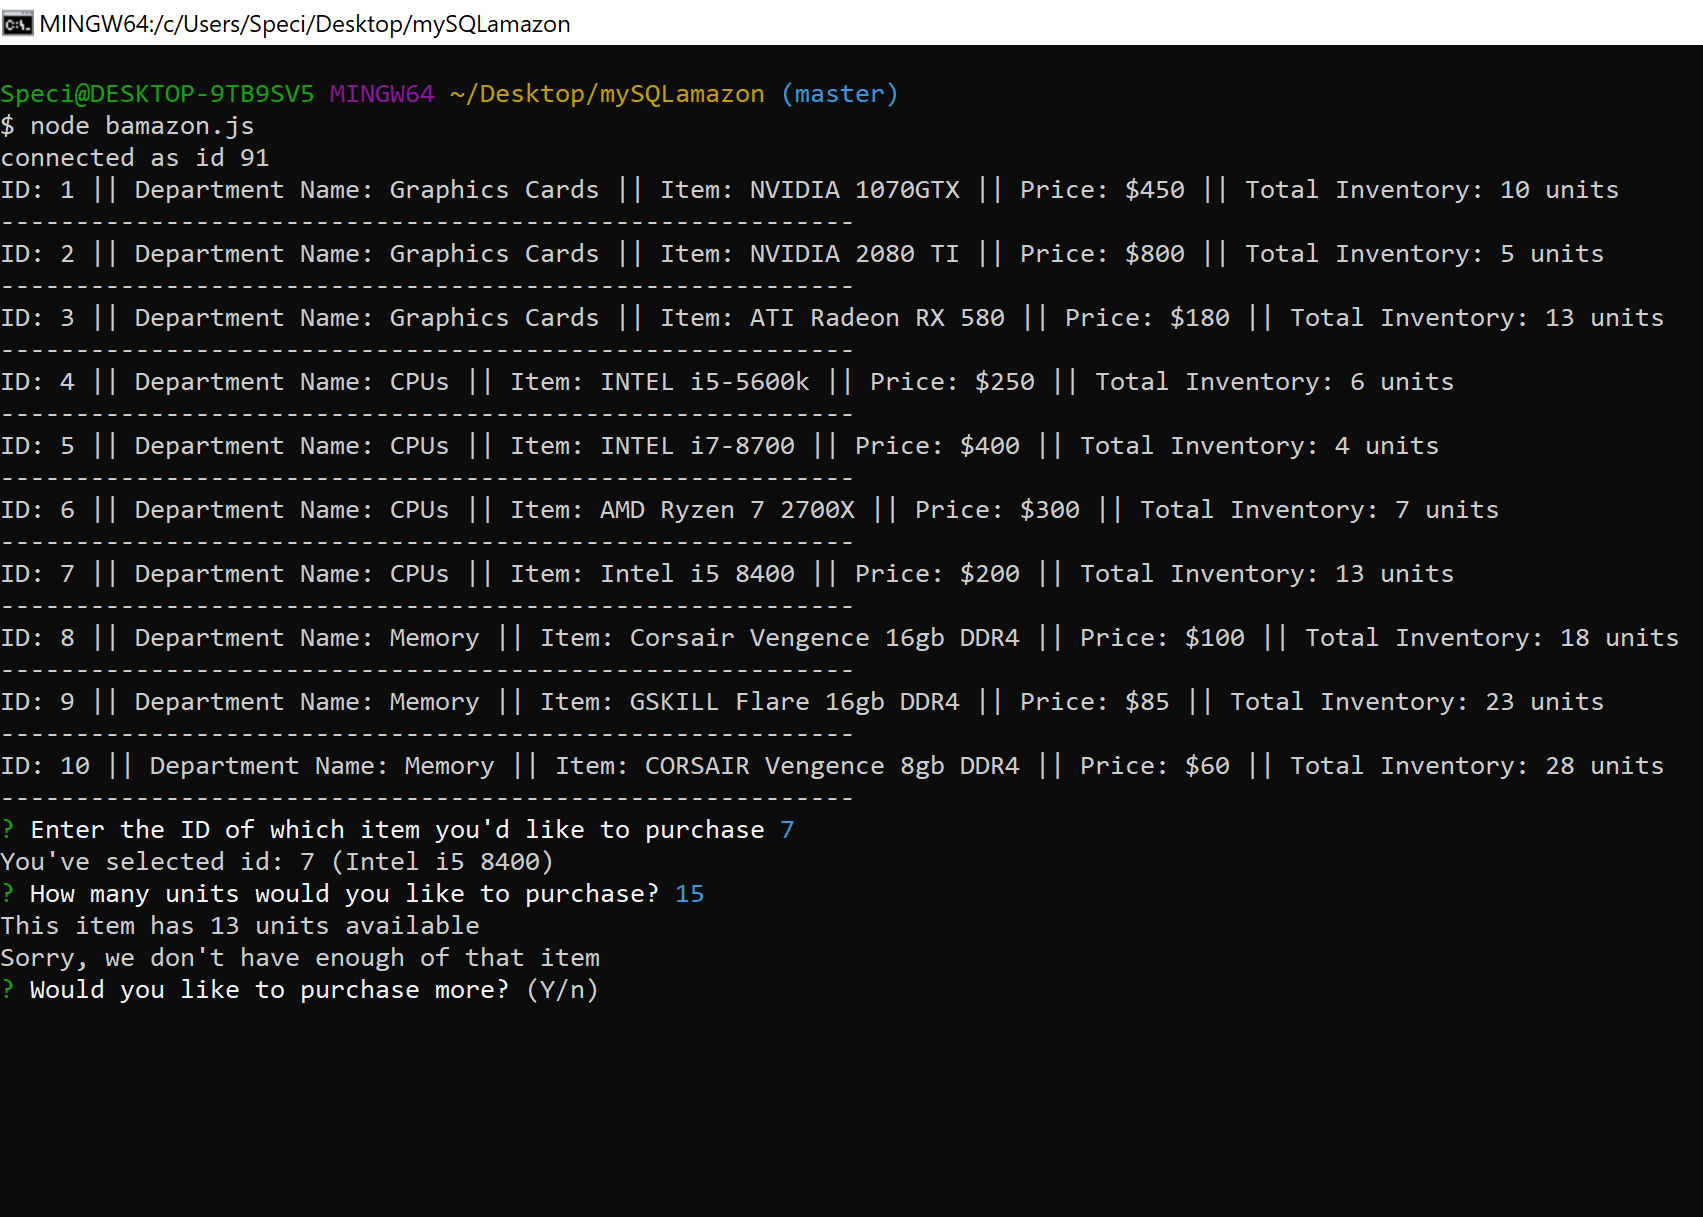 MINGW64:/c/Users/Speci/Desktop/mySQLamazon
Speci@DESKTOP-9TB9SV5 MINGW64 ~/Desktop/mySQLamazon (master)
$ node bamazon.js
connected as id 91
ID: 1 || Department Name: Graphics Cards || Item: NVIDIA 1070GTX || Price: $450 || Total Inventory: 10 units
---------------------------------------------------------
ID: 2 || Department Name: Graphics Cards || Item: NVIDIA 2080 TI || Price: $800 || Total Inventory: 5 units
---------------------------------------------------------
ID: 3 || Department Name: Graphics Cards || Item: ATI Radeon RX 580 || Price: $180 || Total Inventory: 13 units
---------------------------------------------------------
ID: 4 || Department Name: CPUs || Item: INTEL i5-5600k || Price: $250 || Total Inventory: 6 units
---------------------------------------------------------
ID: 5 || Department Name: CPUs || Item: INTEL i7-8700 || Price: $400 || Total Inventory: 4 units
---------------------------------------------------------
ID: 6 || Department Name: CPUs || Item: AMD Ryzen 7 2700X || Price: $300 || Total Inventory: 7 units
---------------------------------------------------------
ID: 7 || Department Name: CPUs || Item: Intel i5 8400 || Price: $200 || Total Inventory: 13 units
---------------------------------------------------------
ID: 8 || Department Name: Memory || Item: Corsair Vengence 16gb DDR4 || Price: $100 || Total Inventory: 18 units
---------------------------------------------------------
ID: 9 || Department Name: Memory || Item: GSKILL Flare 16gb DDR4 || Price: $85 || Total Inventory: 23 units
---------------------------------------------------------
ID: 10 || Department Name: Memory || Item: CORSAIR Vengence 8gb DDR4 || Price: $60 || Total Inventory: 28 units
---------------------------------------------------------
? Enter the ID of which item you'd like to purchase 7
You've selected id: 7 (Intel i5 8400)
? How many units would you like to purchase? 15
This item has 13 units available
Sorry, we don't have enough of that item
? Would you like to purchase more? (Y/n)